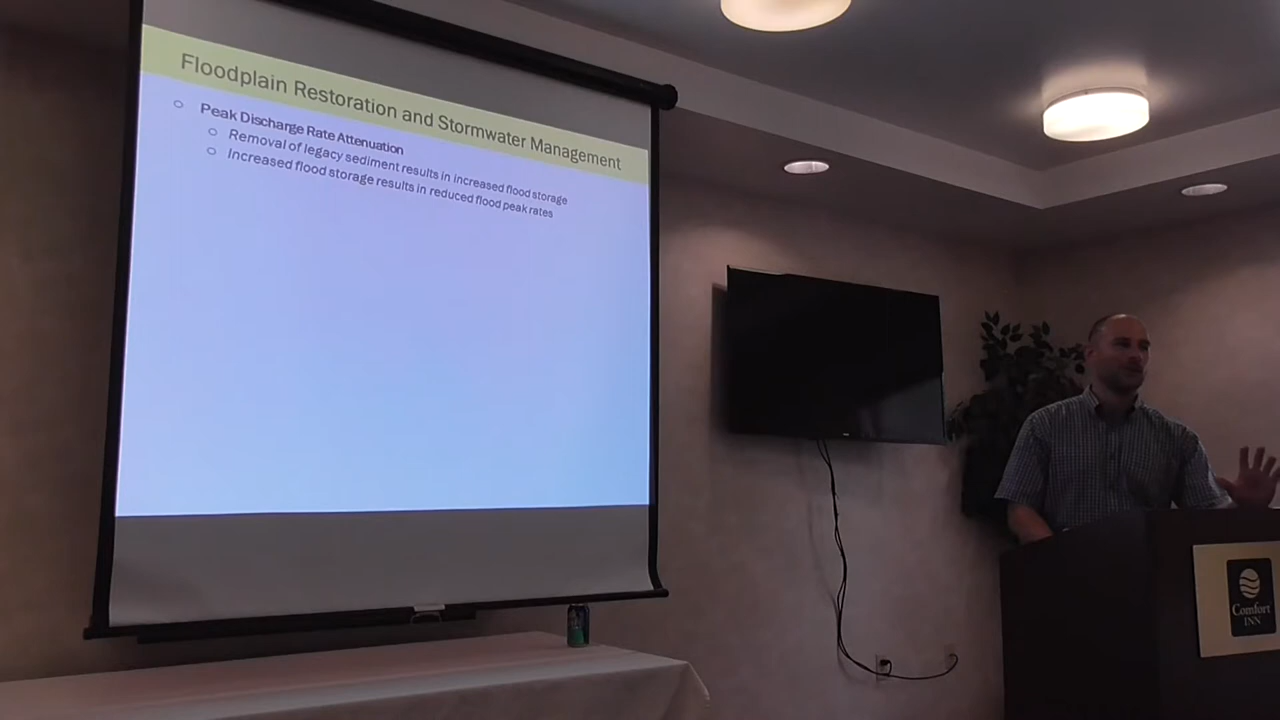 Floodplain Restoration and Stormwater Management
Peak Discharge Rate Attenuation
Removal of legacy sediment results in increased flood storage
Increased flood storage results in reduced flood peak rates
Comfort
INN